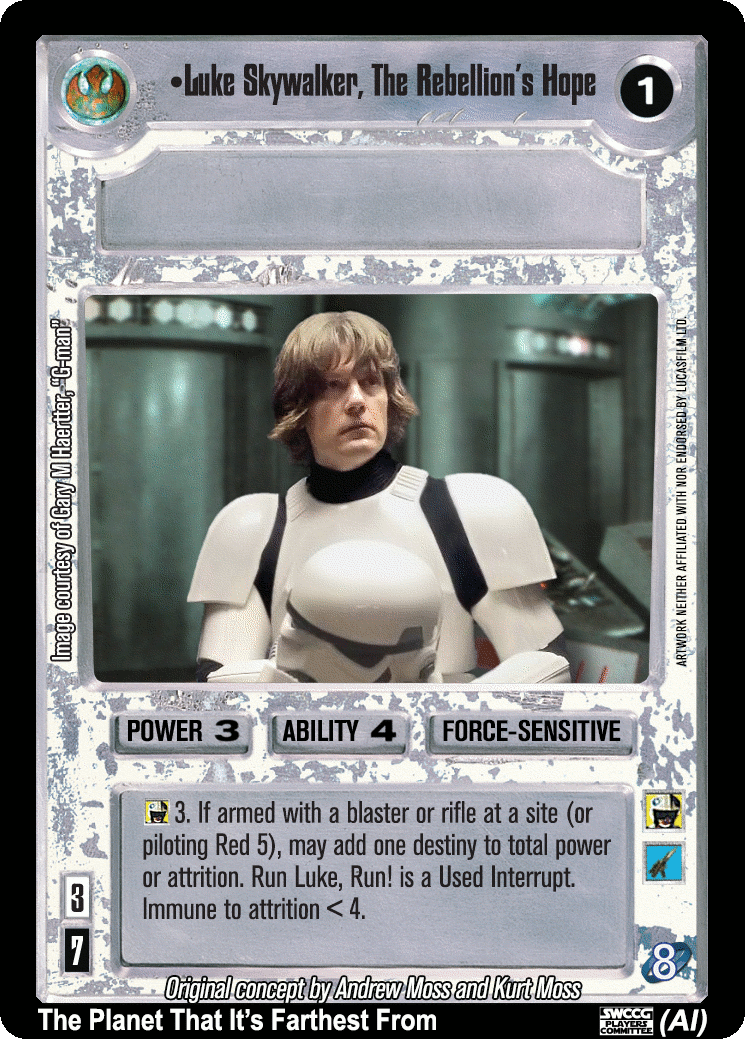 •Luke Skywalker, The Rebellion's Hope
1
Image courtesy of Gary M Haertter, "G-man"
ARTWORK NEITHER AFFILIATED WITH NOR ENDORSED BY LUCASFILM LTD.
POWER 3
ABILITY 4
FORCE-SENSITIVE
3. If armed with a blaster or rifle at a site (or
piloting Red 5), may add one destiny to total power
or attrition. Run Luke, Run! is a Used Interrupt.
Immune to attrition < 4.
3
7
8
Original concept by Andrew Moss and Kurt Moss
The Planet That It's Farthest From
SWCCG
PLAYERS
COMMITTEE
(AI)